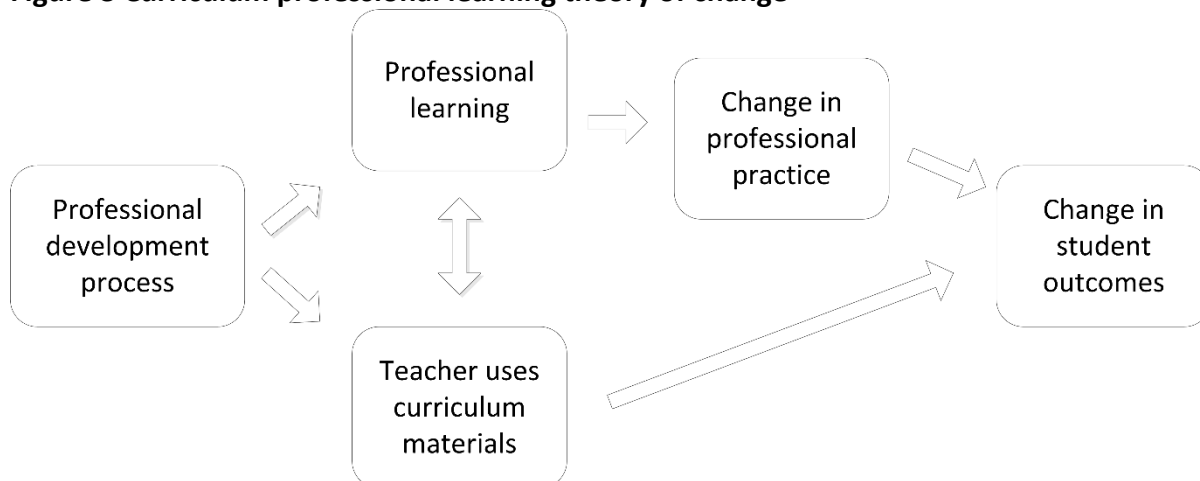 Figure 3 Curriculum professional learning theory of change
Professional
learning
Change in
professional
practice
Professional
development
process
Change in
student
outcomes
Teacher uses
curriculum
materials